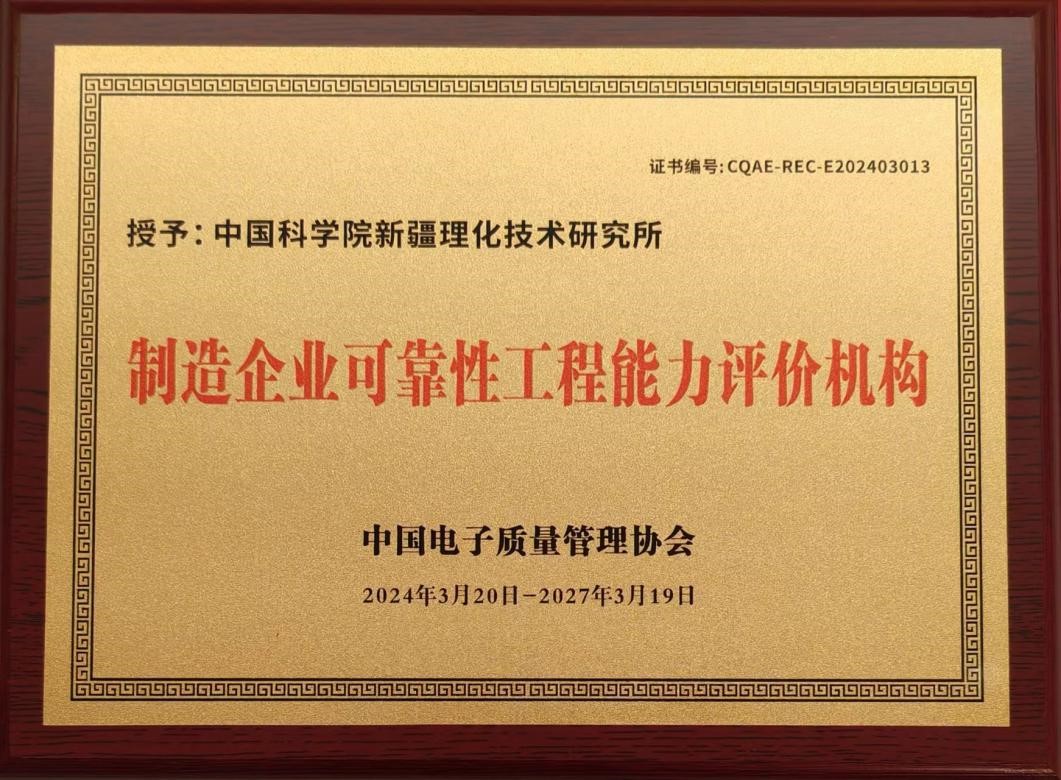 证书编号:CQAE-REC-E202403013
授予:中国科学院新疆理化技术研究所
制造企业可靠性工程能力评价机构
中国电子质量管理协会
2024年3月20日-2027年3月19日